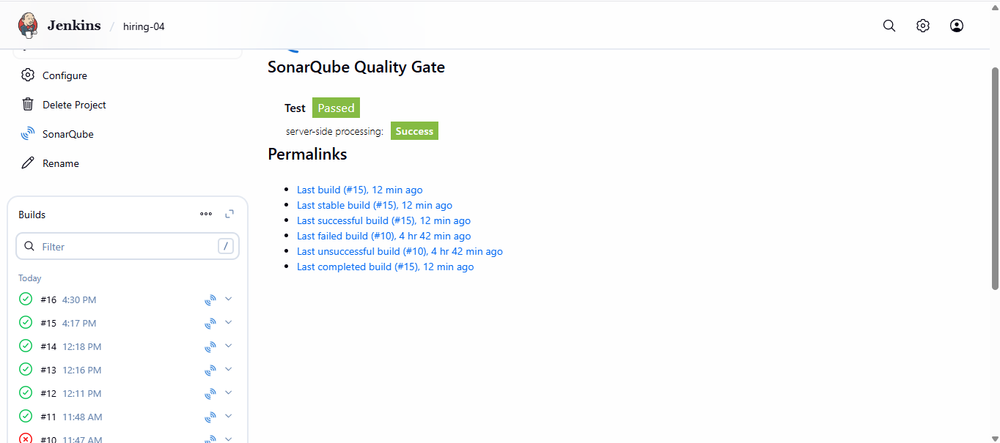 Jenkins / hiring-04
Configure
Delete Project
SonarQube
Rename
Builds
Filter /
Today
#16 4:30 PM
#15 4:17 PM
#14 12:18 PM
#13 12:16 PM
#12 12:11 PM
#11 11:48 AM
#10 11:47 AM
SonarQube Quality Gate
Test Passed
server-side processing: Success
Permalinks
Last build (#15), 12 min ago
Last stable build (#15), 12 min ago
Last successful build (#15), 12 min ago
Last failed build (#10), 4 hr 42 min ago
Last unsuccessful build (#10), 4 hr 42 min ago
Last completed build (#15), 12 min ago